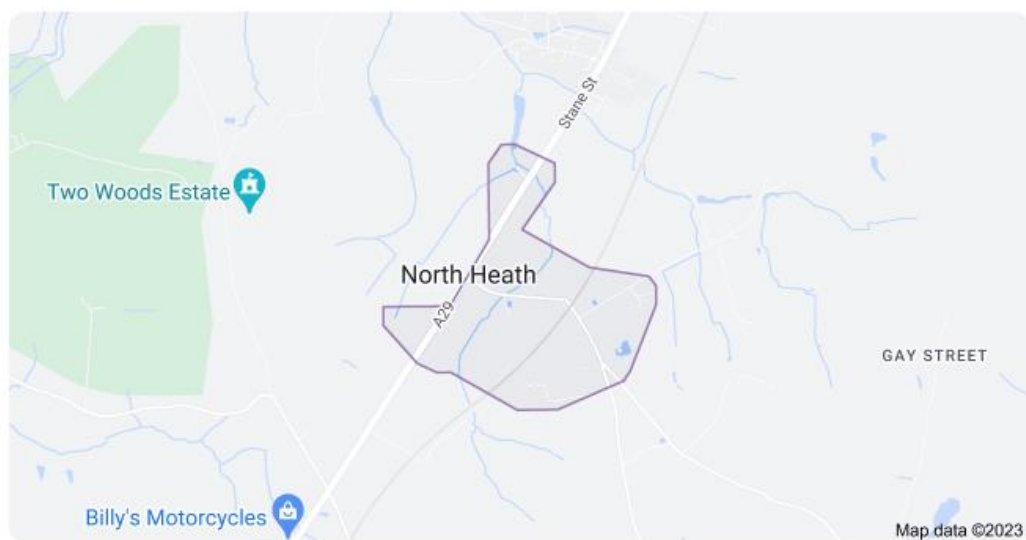 Stane St
Two Woods Estate
North Heath
A29
GAY STREET
Billy's Motorcycles
Map data ©2023